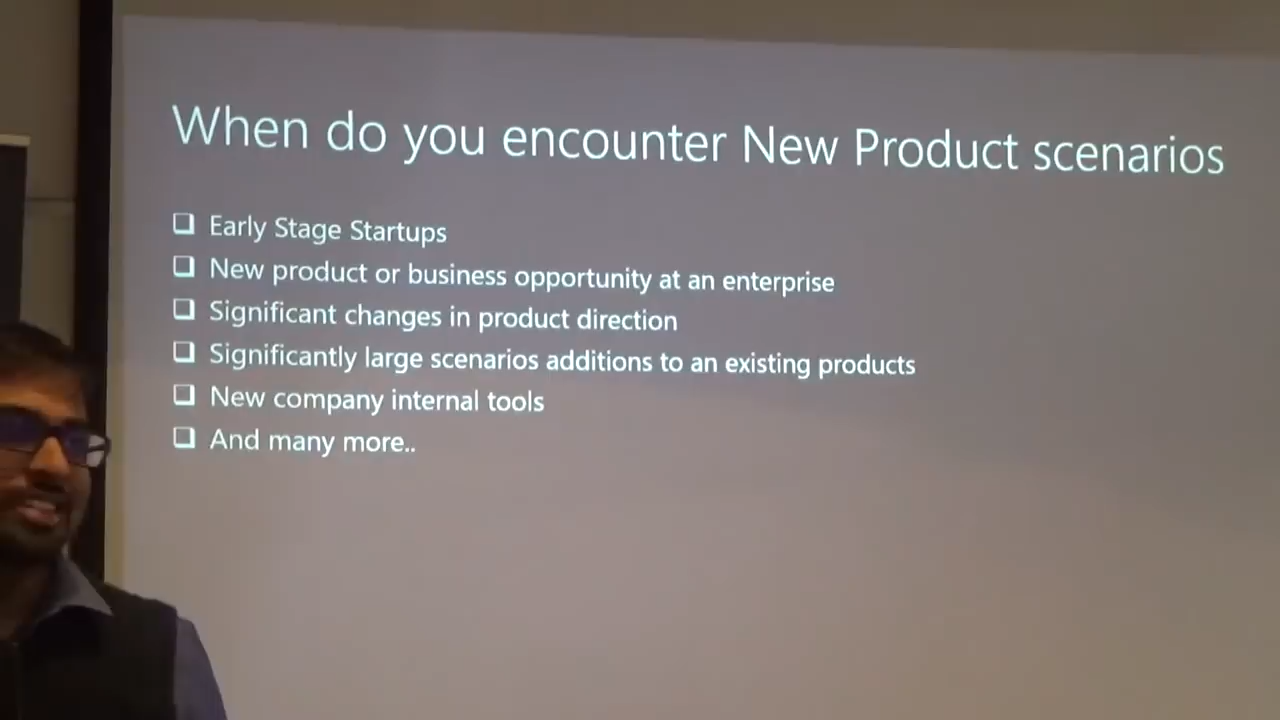 When do you encounter New Product scenarios
Early Stage Startups
New product or business opportunity at an enterprise
Significant changes in product direction
Significantly large scenarios additions to an existing products
New company internal tools
And many more..